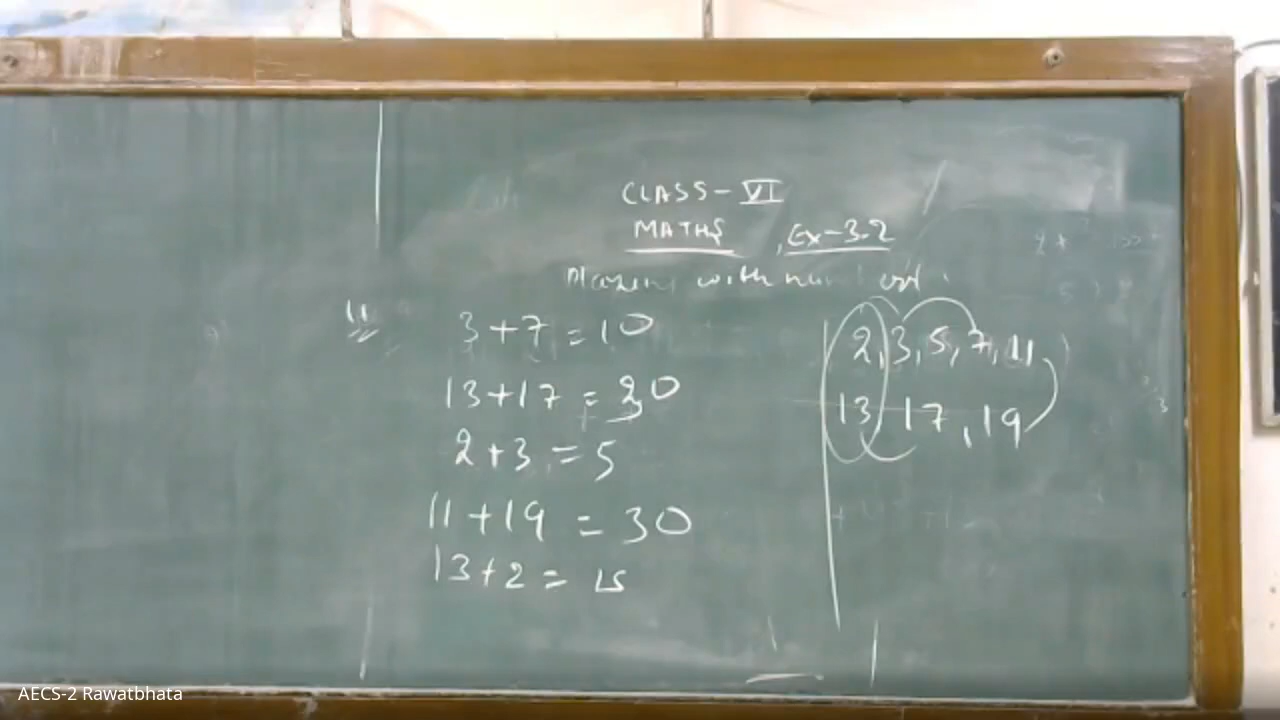 CLASS-VI
MATHS, Ex-3.2
Playing with numbers
11
3+7=10
13+17=30
2+3=5
11+19=30
13+2=15
2,3,5,7,11
13 17,19
AECS-2 Rawatbhata